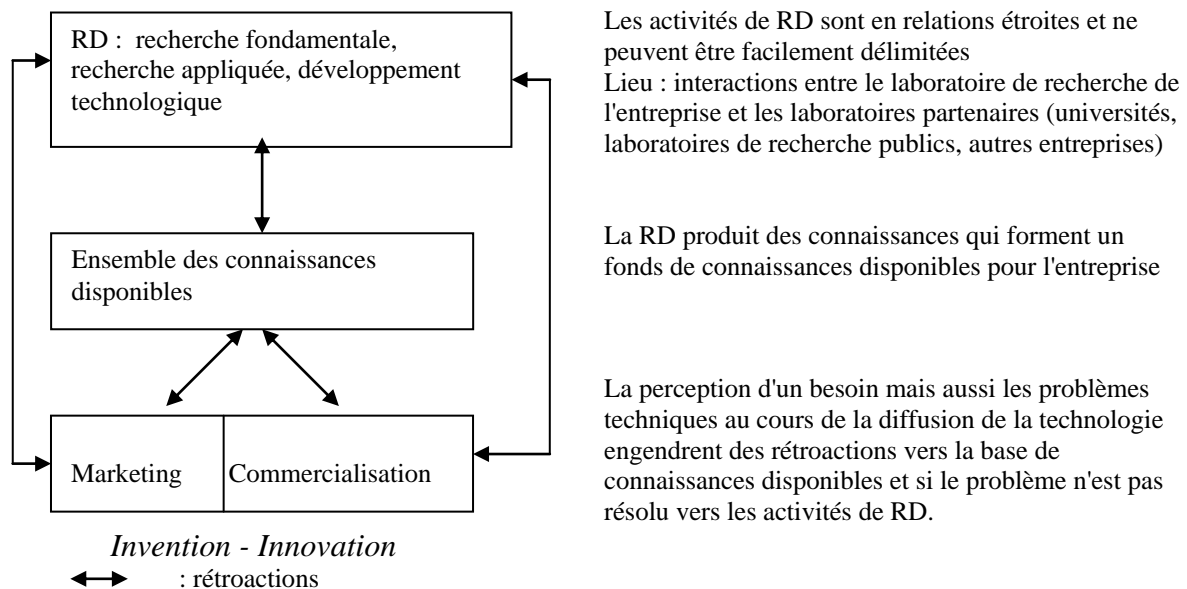 RD : recherche fondamentale,
recherche appliquée, développement
technologique
Les activités de RD sont en relations étroites et ne
peuvent être facilement délimitées
Lieu : interactions entre le laboratoire de recherche de
l'entreprise et les laboratoires partenaires (universités,
laboratoires de recherche publics, autres entreprises)
Ensemble des connaissances
disponibles
La RD produit des connaissances qui forment un
fonds de connaissances disponibles pour l'entreprise
Marketing
Commercialisation
La perception d'un besoin mais aussi les problèmes
techniques au cours de la diffusion de la technologie
engendrent des rétroactions vers la base de
connaissances disponibles et si le problème n'est pas
résolu vers les activités de RD.
Invention - Innovation
: rétroactions